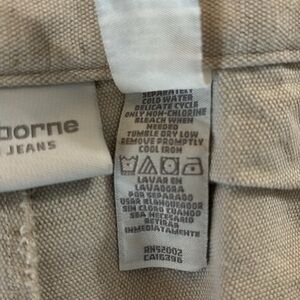 borne
JEANS
SEPARATELY
COLD WATER
DELICATE CYCLE
ONLY NON-CHLORINE
BLEACH WHEN
NEEDED
TUMBLE DRY LOW
REMOVE PROMPTLY
COOL IRON
LAVAR EN
LAVADORA
POR SEPARADO
USAR BLANQUEADOR
SIN CLORO CUANDO
SEA NECESARIO
RETIRAR
INMEDIATAMENTE
RN52002
CA16396